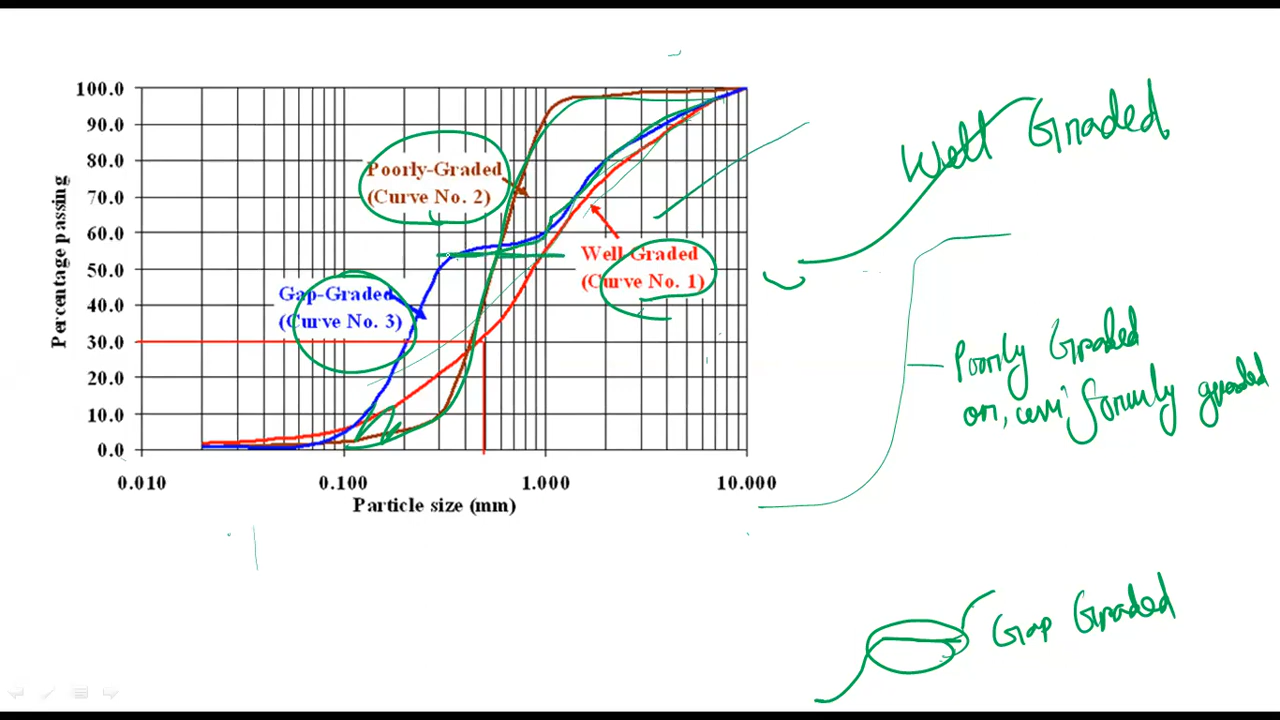 100.0
90.0
80.0
70.0
60.0
50.0
40.0
30.0
20.0
10.0
0.0
Percentage passing
0.010
0.100
1.000
10.000
Particle size (mm)
Poorly-Graded
(Curve No. 2)
Well-Graded
(Curve No. 1)
Gap-Graded
(Curve No. 3)
Well Graded
Poorly Graded
or, uniformly graded
Gap Graded